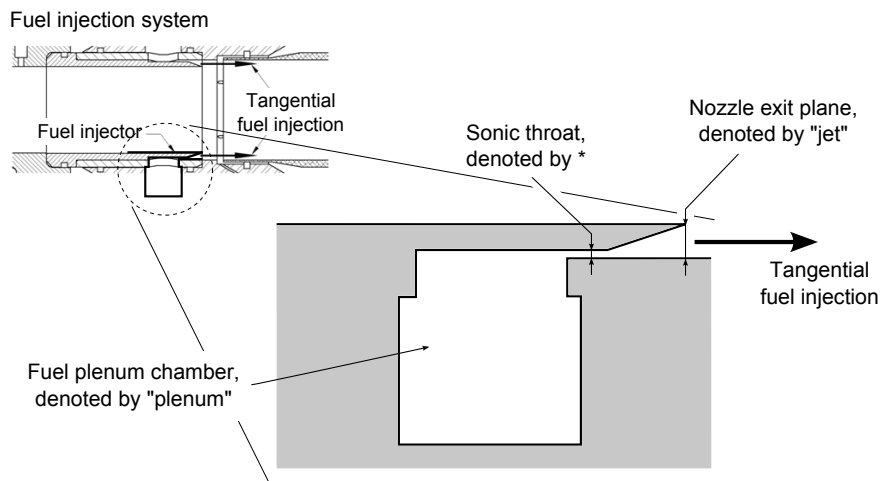 Fuel injection system
Tangential
fuel injection
Fuel injector
Sonic throat,
denoted by *
Nozzle exit plane,
denoted by "jet"
Tangential
fuel injection
Fuel plenum chamber,
denoted by "plenum"